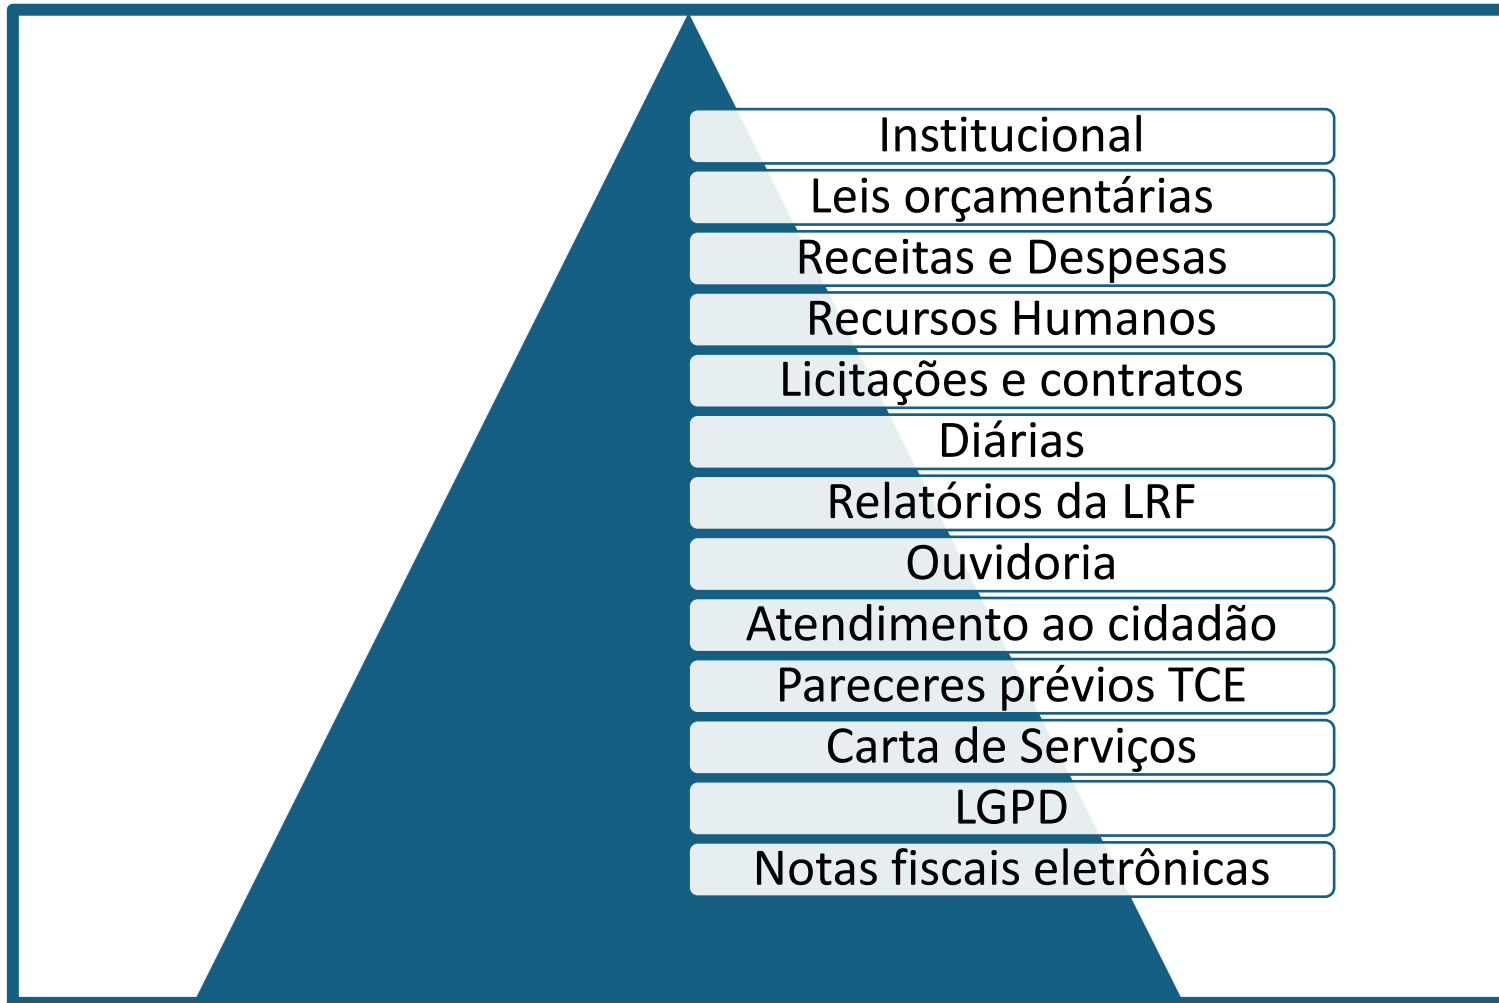 Institucional
Leis orçamentárias
Receitas e Despesas
Recursos Humanos
Licitações e contratos
Diárias
Relatórios da LRF
Ouvidoria
Atendimento ao cidadão
Pareceres prévios TCE
Carta de Serviços
LGPD
Notas fiscais eletrônicas